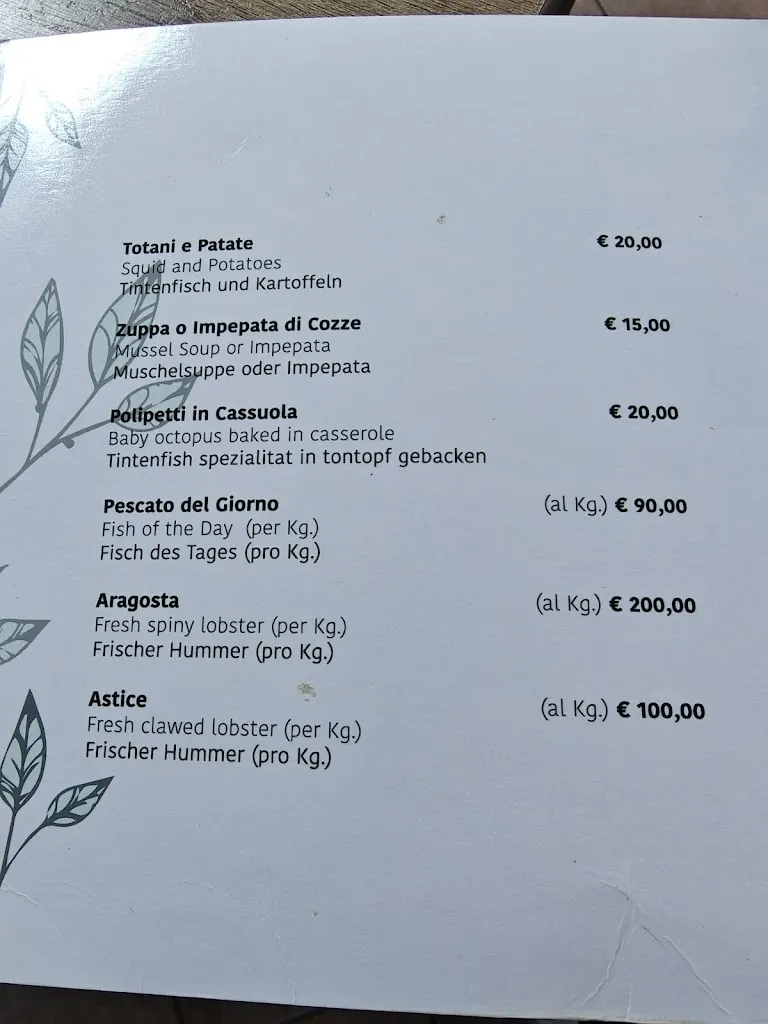 Totani e Patate € 20,00
Squid and Potatoes
Tintenfisch und Kartoffeln
Zuppa o Impepata di Cozze € 15,00
Mussel Soup or Impepata
Muschelsuppe oder Impepata
Polipetti in Cassuola € 20,00
Baby octopus baked in casserole
Tintenfish spezialitat in tontopf gebacken
Pescato del Giorno (al Kg.) € 90,00
Fish of the Day (per Kg.)
Fisch des Tages (pro Kg.)
Aragosta (al Kg.) € 200,00
Fresh spiny lobster (per Kg.)
Frischer Hummer (pro Kg.)
Astice (al Kg.) € 100,00
Fresh clawed lobster (per Kg.)
Frischer Hummer (pro Kg.)